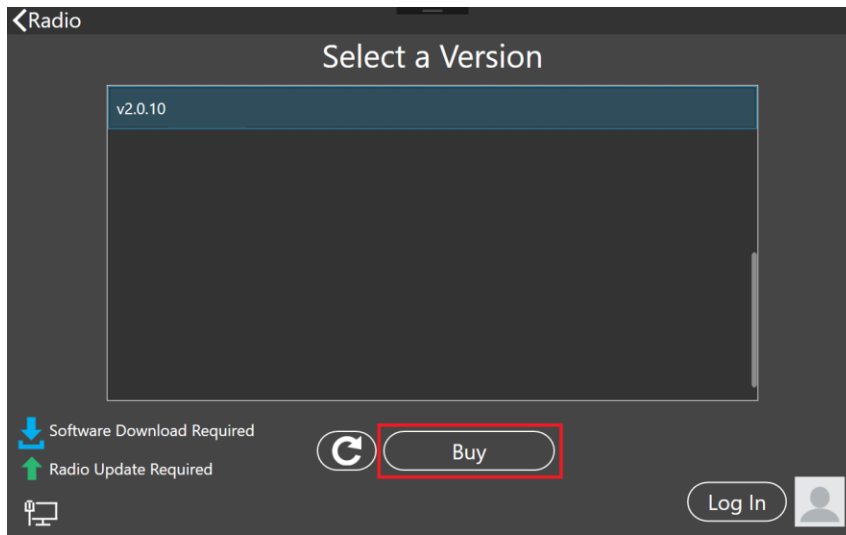 Radio
Select a Version
v2.0.10
Software Download Required
Radio Update Required
Buy
Log In